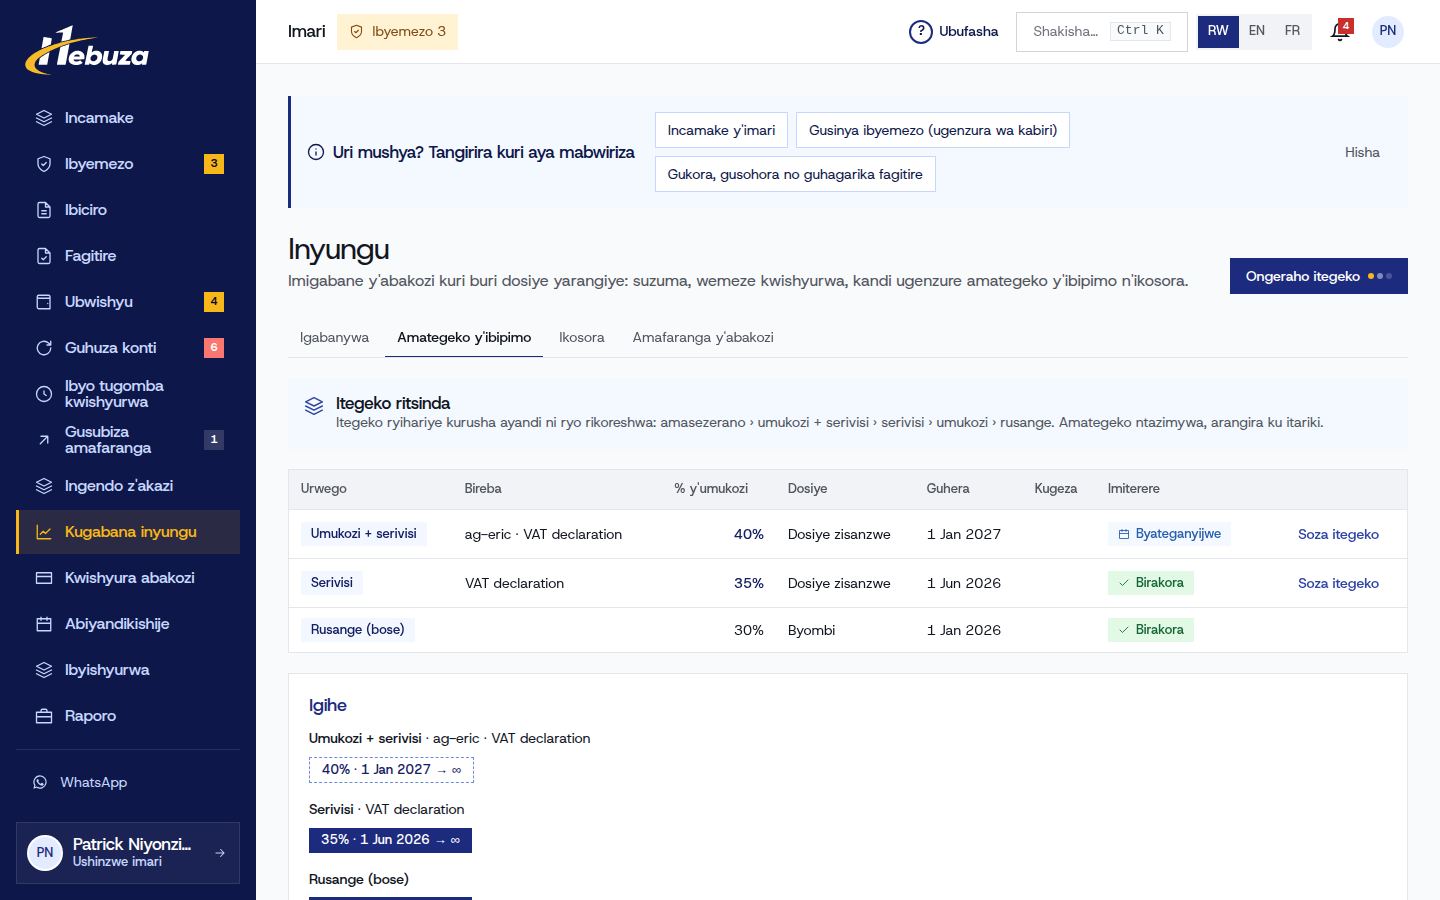 Hebuza
Incamake
Ibyemezo 3
Ibiciro
Fagitire
Ubwishyu 4
Guhuza konti 6
Ibyo tugomba
kwishyurwa
Gusubiza
amafaranga 1
Ingendo z'akazi
Kugabana inyungu
Kwishyura abakozi
Abiyandikishije
Ibyishyurwa
Raporo
WhatsApp
PN Patrick Niyonzi...
Ushinzwe imari
Imari Ibyemezo 3 ? Ubufasha Shakisha... Ctrl K RW EN FR 4 PN
Uri mushya? Tangirira kuri aya mabwiriza
Incamake y'imari Gusinya ibyemezo (ugenzura wa kabiri)
Gukora, gusohora no guhagarika fagitire
Hisha
Inyungu
Imigabane y'abakozi kuri buri dosiye yarangiye: suzuma, wemeze kwishyurwa, kandi ugenzure amategeko y'ibipimo n'ikosora.
Ongeraho itegeko
Igabanywa Amategeko y'ibipimo Ikosora Amafaranga y'abakozi
Itegeko ritsinda
Itegeko ryihariye kurusha ayandi ni ryo rikoreshwa: amasezerano › umukozi + serivisi › serivisi › umukozi › rusange. Amategeko ntazimywa, arangira ku itariki.
Urwego Bireba % y'umukozi Dosiye Guhera Kugeza Imiterere
Umukozi + serivisi ag-eric · VAT declaration 40% Dosiye zisanzwe 1 Jan 2027 Byateganyijwe Soza itegeko
Serivisi VAT declaration 35% Dosiye zisanzwe 1 Jun 2026 Birakora Soza itegeko
Rusange (bose) 30% Byombi 1 Jan 2026 Birakora
Igihe
Umukozi + serivisi · ag-eric · VAT declaration
40% · 1 Jan 2027 → ∞
Serivisi · VAT declaration
35% · 1 Jun 2026 → ∞
Rusange (bose)